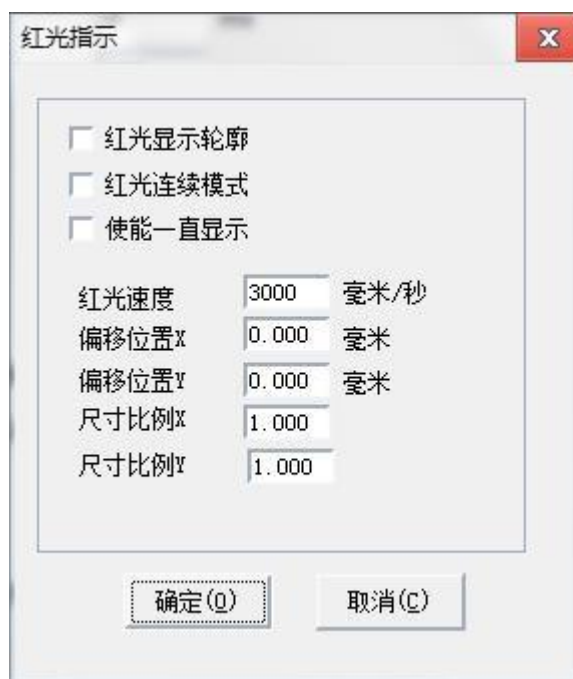 红光指示
红光显示轮廓
红光连续模式
使能一直显示
红光速度 3000 毫米/秒
偏移位置X 0.000 毫米
偏移位置Y 0.000 毫米
尺寸比例X 1.000
尺寸比例Y 1.000
确定(O) 取消(C)